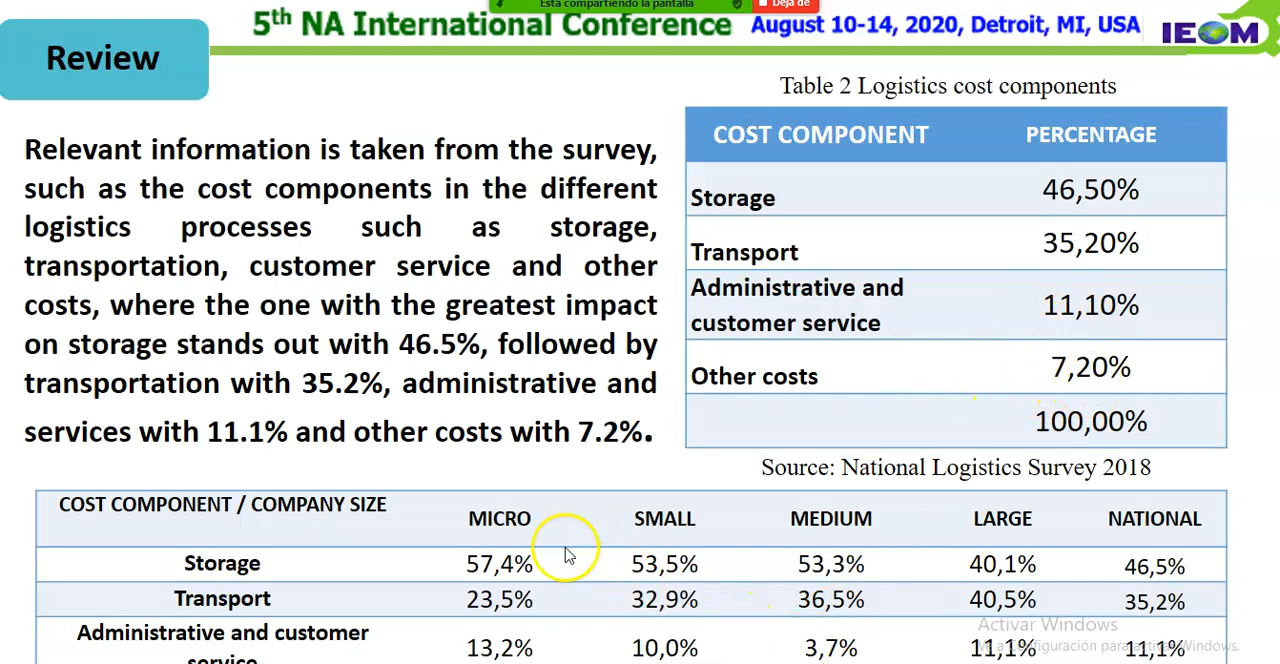 Está compartiendo la pantalla
Deja de
5th NA International Conference
August 10-14, 2020, Detroit, MI, USA
IEOM
Review
Table 2 Logistics cost components
Relevant information is taken from the survey,
such as the cost components in the different
logistics processes such as storage,
transportation, customer service and other
costs, where the one with the greatest impact
on storage stands out with 46.5%, followed by
transportation with 35.2%, administrative and
services with 11.1% and other costs with 7.2%.
COST COMPONENT PERCENTAGE
Storage 46,50%
Transport 35,20%
Administrative and
customer service 11,10%
Other costs 7,20%
100,00%
Source: National Logistics Survey 2018
COST COMPONENT / COMPANY SIZE MICRO SMALL MEDIUM LARGE NATIONAL
Storage 57,4% 53,5% 53,3% 40,1% 46,5%
Transport 23,5% 32,9% 36,5% 40,5% 35,2%
Activar Windows
Administrative and customer
service 13,2% 10,0% 3,7% 11,1% 11,1%
Ve a Configuración para activar Windows.